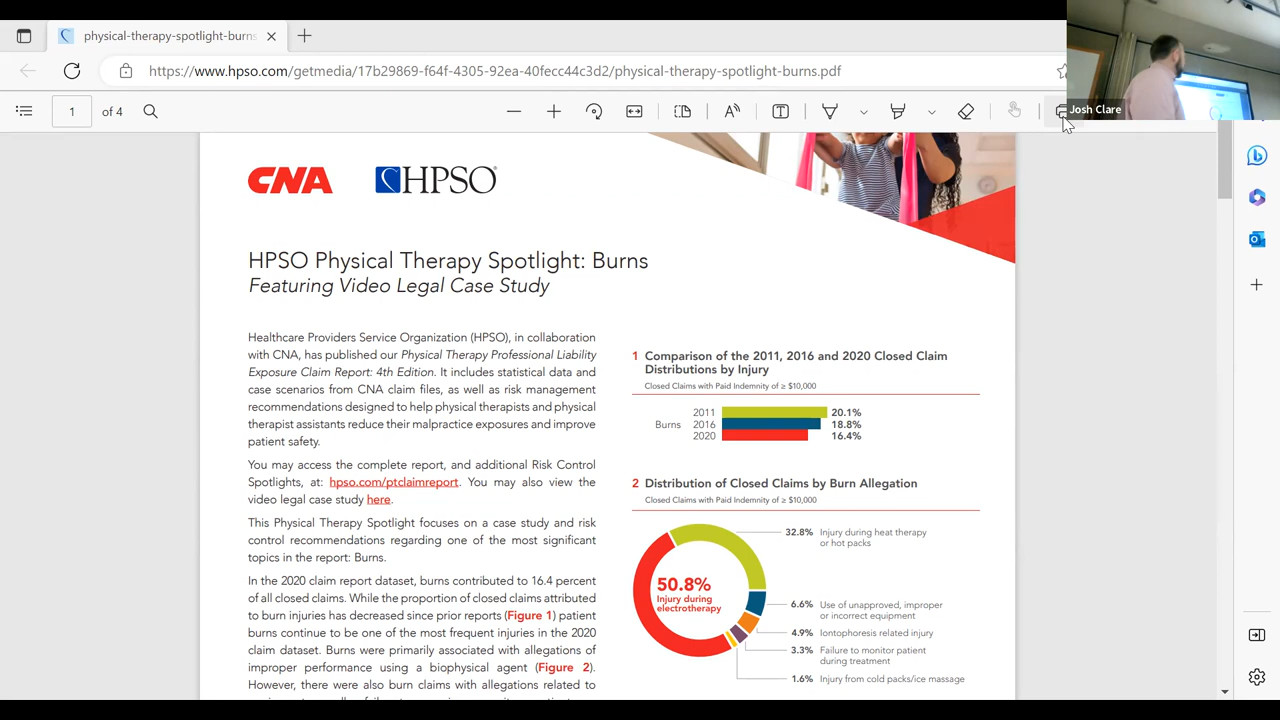 physical-therapy-spotlight-burns
https://www.hpso.com/getmedia/17b29869-f64f-4305-92ea-40fecc44c3d2/physical-therapy-spotlight-burns.pdf
Josh Clare
1 of 4
CNA HPSO
HPSO Physical Therapy Spotlight: Burns
Featuring Video Legal Case Study
Healthcare Providers Service Organization (HPSO), in collaboration
with CNA, has published our Physical Therapy Professional Liability
Exposure Claim Report: 4th Edition. It includes statistical data and
case scenarios from CNA claim files, as well as risk management
recommendations designed to help physical therapists and physical
therapist assistants reduce their malpractice exposures and improve
patient safety.
You may access the complete report, and additional Risk Control
Spotlights, at: hpso.com/ptclaimreport. You may also view the
video legal case study here.
This Physical Therapy Spotlight focuses on a case study and risk
control recommendations regarding one of the most significant
topics in the report: Burns.
In the 2020 claim report dataset, burns contributed to 16.4 percent
of all closed claims. While the proportion of closed claims attributed
to burn injuries has decreased since prior reports (Figure 1) patient
burns continue to be one of the most frequent injuries in the 2020
claim dataset. Burns were primarily associated with allegations of
improper performance using a biophysical agent (Figure 2).
However, there were also burn claims with allegations related to
1 Comparison of the 2011, 2016 and 2020 Closed Claim
Distributions by Injury
Closed Claims with Paid Indemnity of ≥ $10,000
2011 20.1%
Burns 2016 18.8%
2020 16.4%
2 Distribution of Closed Claims by Burn Allegation
Closed Claims with Paid Indemnity of ≥ $10,000
50.8%
Injury during
electrotherapy
32.8% Injury during heat therapy
or hot packs
6.6% Use of unapproved, improper
or incorrect equipment
4.9% Iontophoresis related injury
3.3% Failure to monitor patient
during treatment
1.6% Injury from cold packs/ice massage